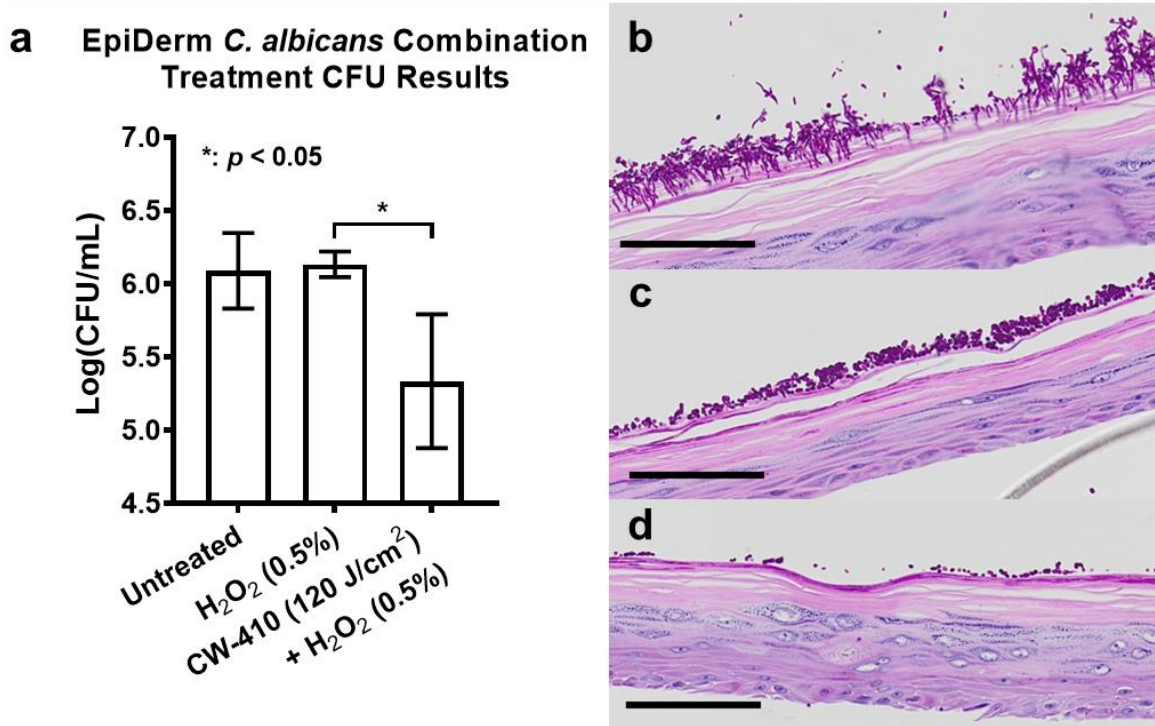 a
EpiDerm C. albicans Combination
Treatment CFU Results
Log(CFU/mL)
7.0
6.5
6.0
5.5
5.0
4.5
*: p < 0.05
*
Untreated
H₂O₂ (0.5%)
CW-410 (120 J/cm²)
+ H₂O₂ (0.5%)
b
c
d